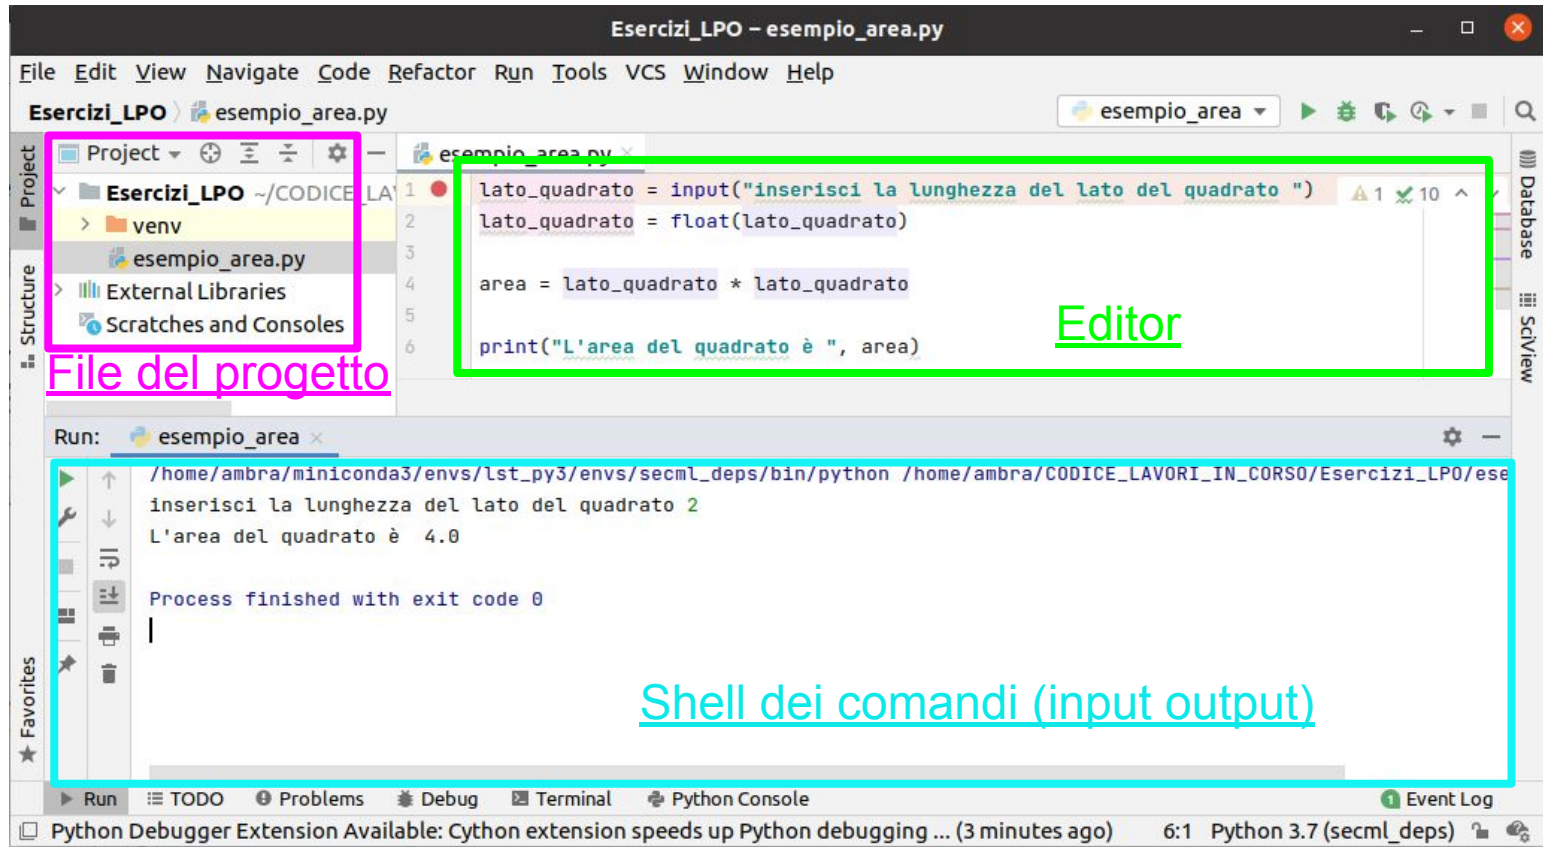 Esercizi_LPO – esempio_area.py
File Edit View Navigate Code Refactor Run Tools VCS Window Help
Esercizi_LPO esempio_area.py
esempio_area
Project
Project
esempio_area.py
Esercizi_LPO ~/CODICE_LA
venv
esempio_area.py
External Libraries
Scratches and Consoles
File del progetto
1 lato_quadrato = input("inserisci la lunghezza del lato del quadrato ")
1 10
2 lato_quadrato = float(lato_quadrato)
3
4 area = lato_quadrato * lato_quadrato
5
6 print("L'area del quadrato è ", area)
Editor
Structure
Favorites
Database
SciView
Run: esempio_area
/home/ambra/miniconda3/envs/lst_py3/envs/secml_deps/bin/python /home/ambra/CODICE_LAVORI_IN_CORSO/Esercizi_LPO/ese
inserisci la lunghezza del lato del quadrato 2
L'area del quadrato è 4.0
Process finished with exit code 0
Shell dei comandi (input output)
Run TODO Problems Debug Terminal Python Console
1 Event Log
Python Debugger Extension Available: Cython extension speeds up Python debugging ... (3 minutes ago) 6:1 Python 3.7 (secml_deps)